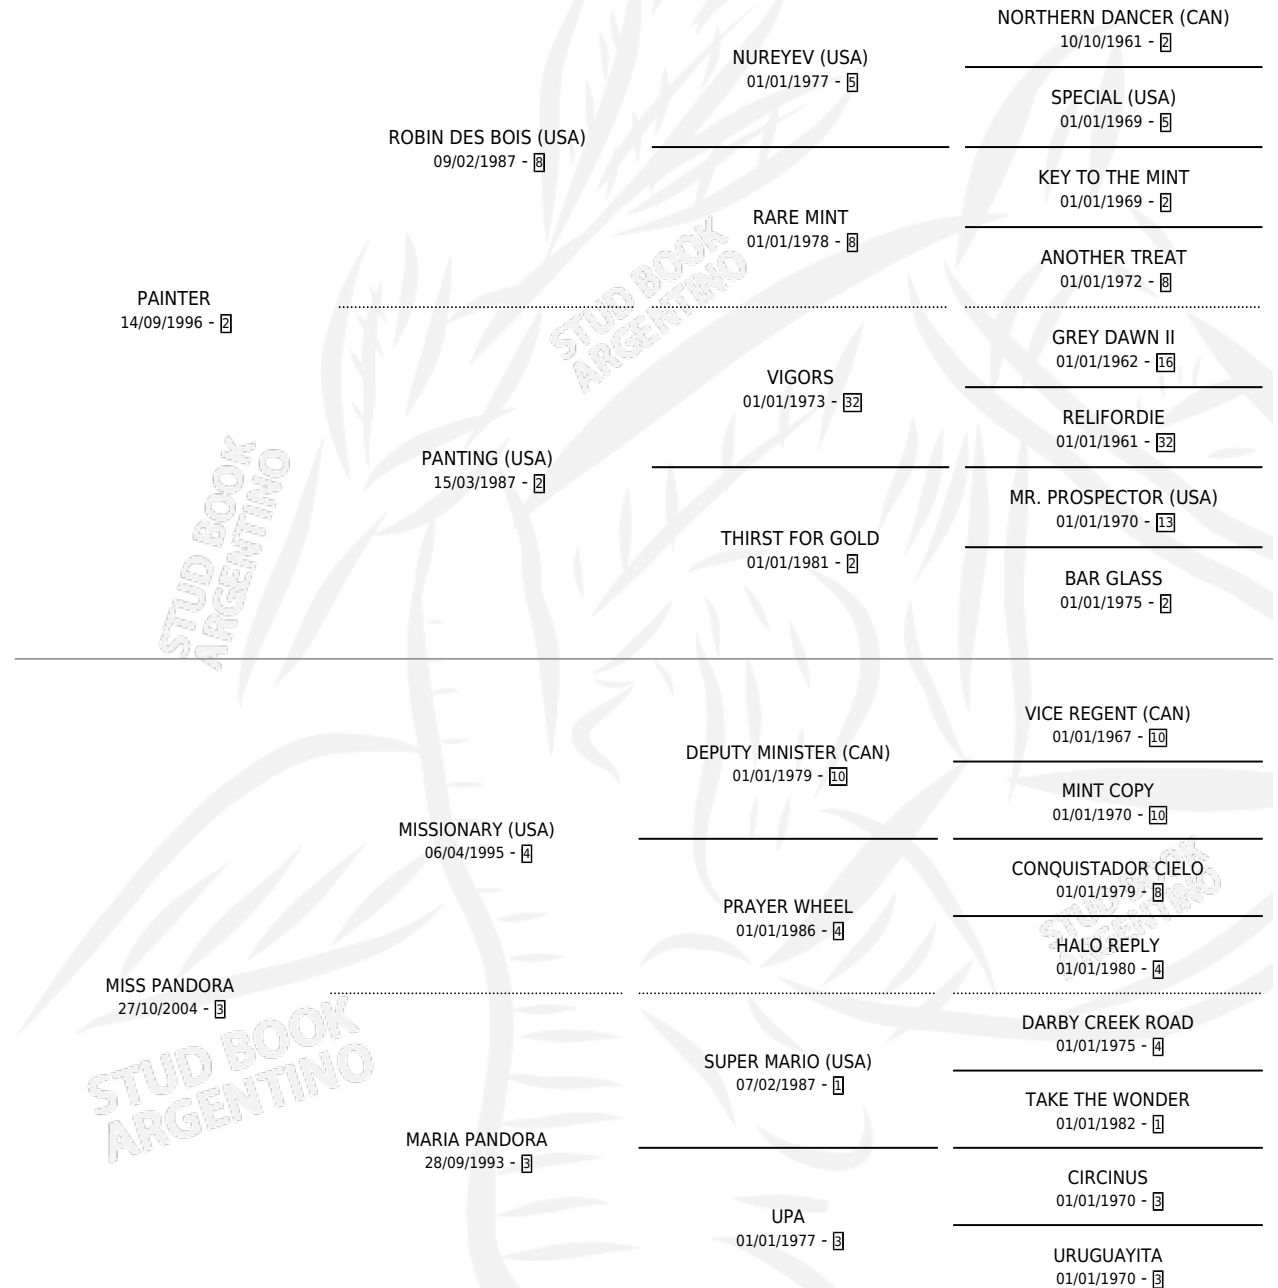 NORTHERN DANCER (CAN)
10/10/1961 - 2
NUREYEV (USA)
01/01/1977 - 5
SPECIAL (USA)
01/01/1969 - 5
ROBIN DES BOIS (USA)
09/02/1987 - 8
KEY TO THE MINT
01/01/1969 - 2
RARE MINT
01/01/1978 - 8
ANOTHER TREAT
01/01/1972 - 8
PAINTER
14/09/1996 - 2
GREY DAWN II
01/01/1962 - 16
VIGORS
01/01/1973 - 32
RELIFORDIE
01/01/1961 - 32
PANTING (USA)
15/03/1987 - 2
MR. PROSPECTOR (USA)
01/01/1970 - 13
THIRST FOR GOLD
01/01/1981 - 2
BAR GLASS
01/01/1975 - 2
VICE REGENT (CAN)
01/01/1967 - 10
DEPUTY MINISTER (CAN)
01/01/1979 - 10
MINT COPY
01/01/1970 - 10
MISSIONARY (USA)
06/04/1995 - 4
CONQUISTADOR CIELO
01/01/1979 - 8
PRAYER WHEEL
01/01/1986 - 4
HALO REPLY
01/01/1980 - 4
MISS PANDORA
27/10/2004 - 3
DARBY CREEK ROAD
01/01/1975 - 4
SUPER MARIO (USA)
07/02/1987 - 1
TAKE THE WONDER
01/01/1982 - 1
MARIA PANDORA
28/09/1993 - 3
CIRCINUS
01/01/1970 - 3
UPA
01/01/1977 - 3
URUGUAYITA
01/01/1970 - 3
STUD BOOK
ARGENTINO
STUD BOOK
ARGENTINO
STUD BOOK
ARGENTINO
STUD BOOK
ARGENTINO